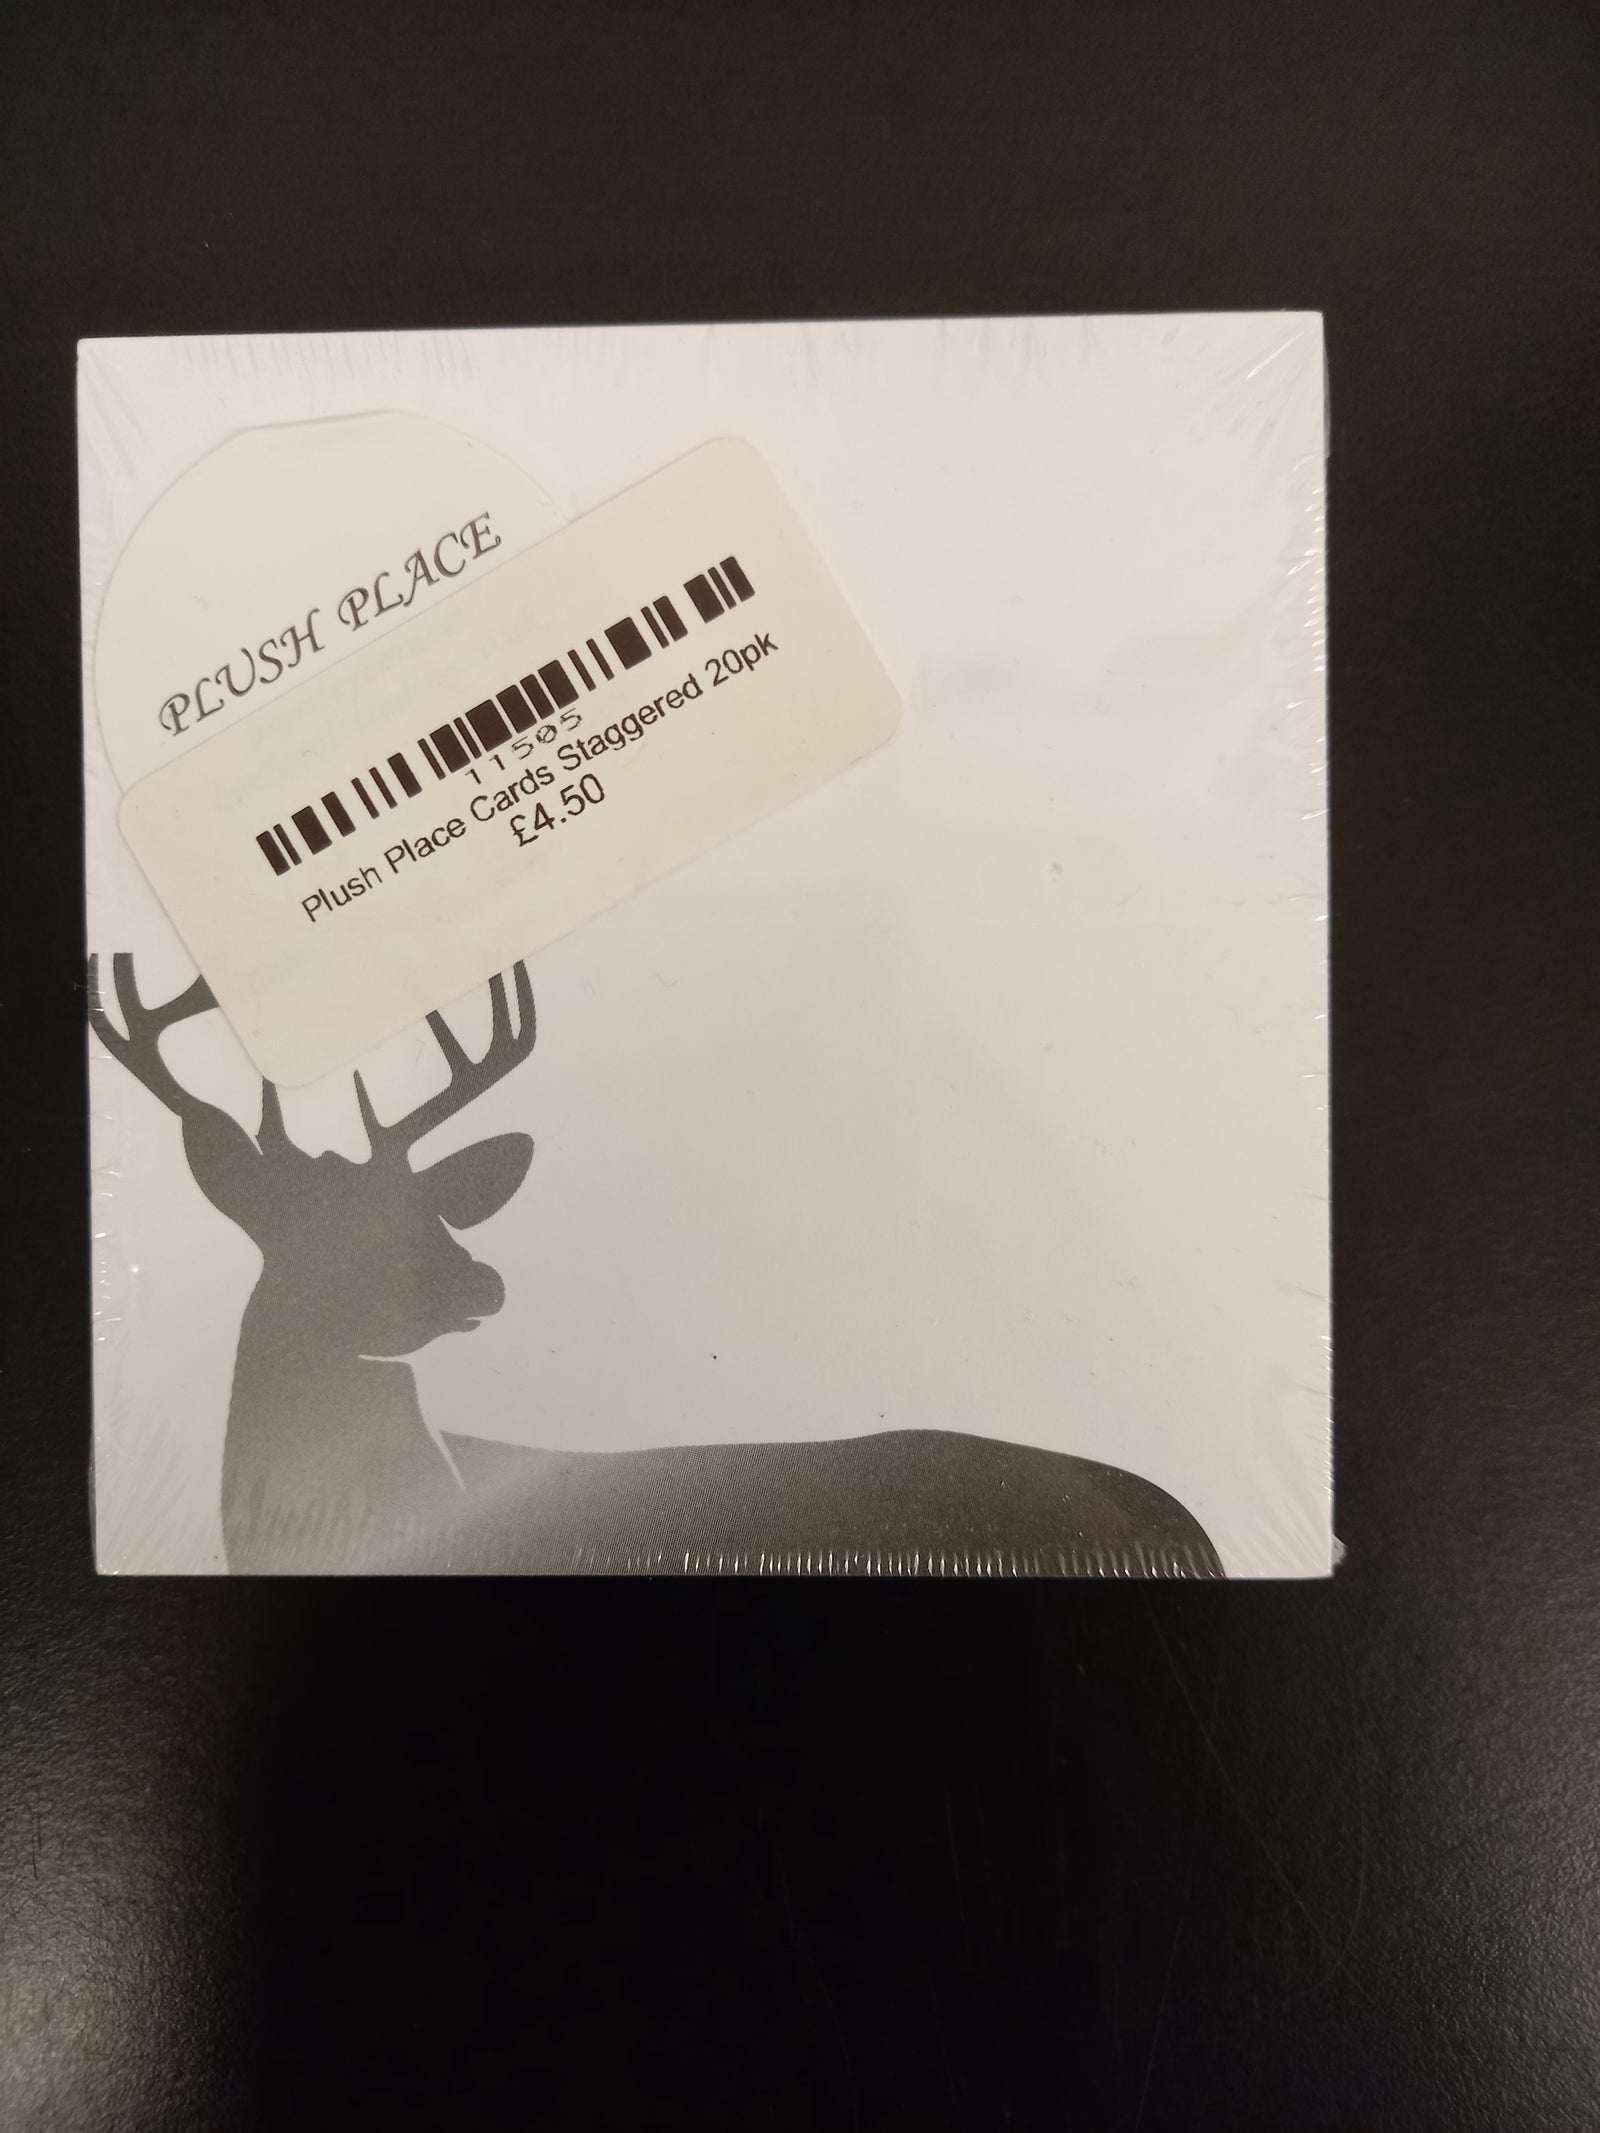 PLUSH PLACE
11505
Plush Place Cards Staggered 20pk
£4.50